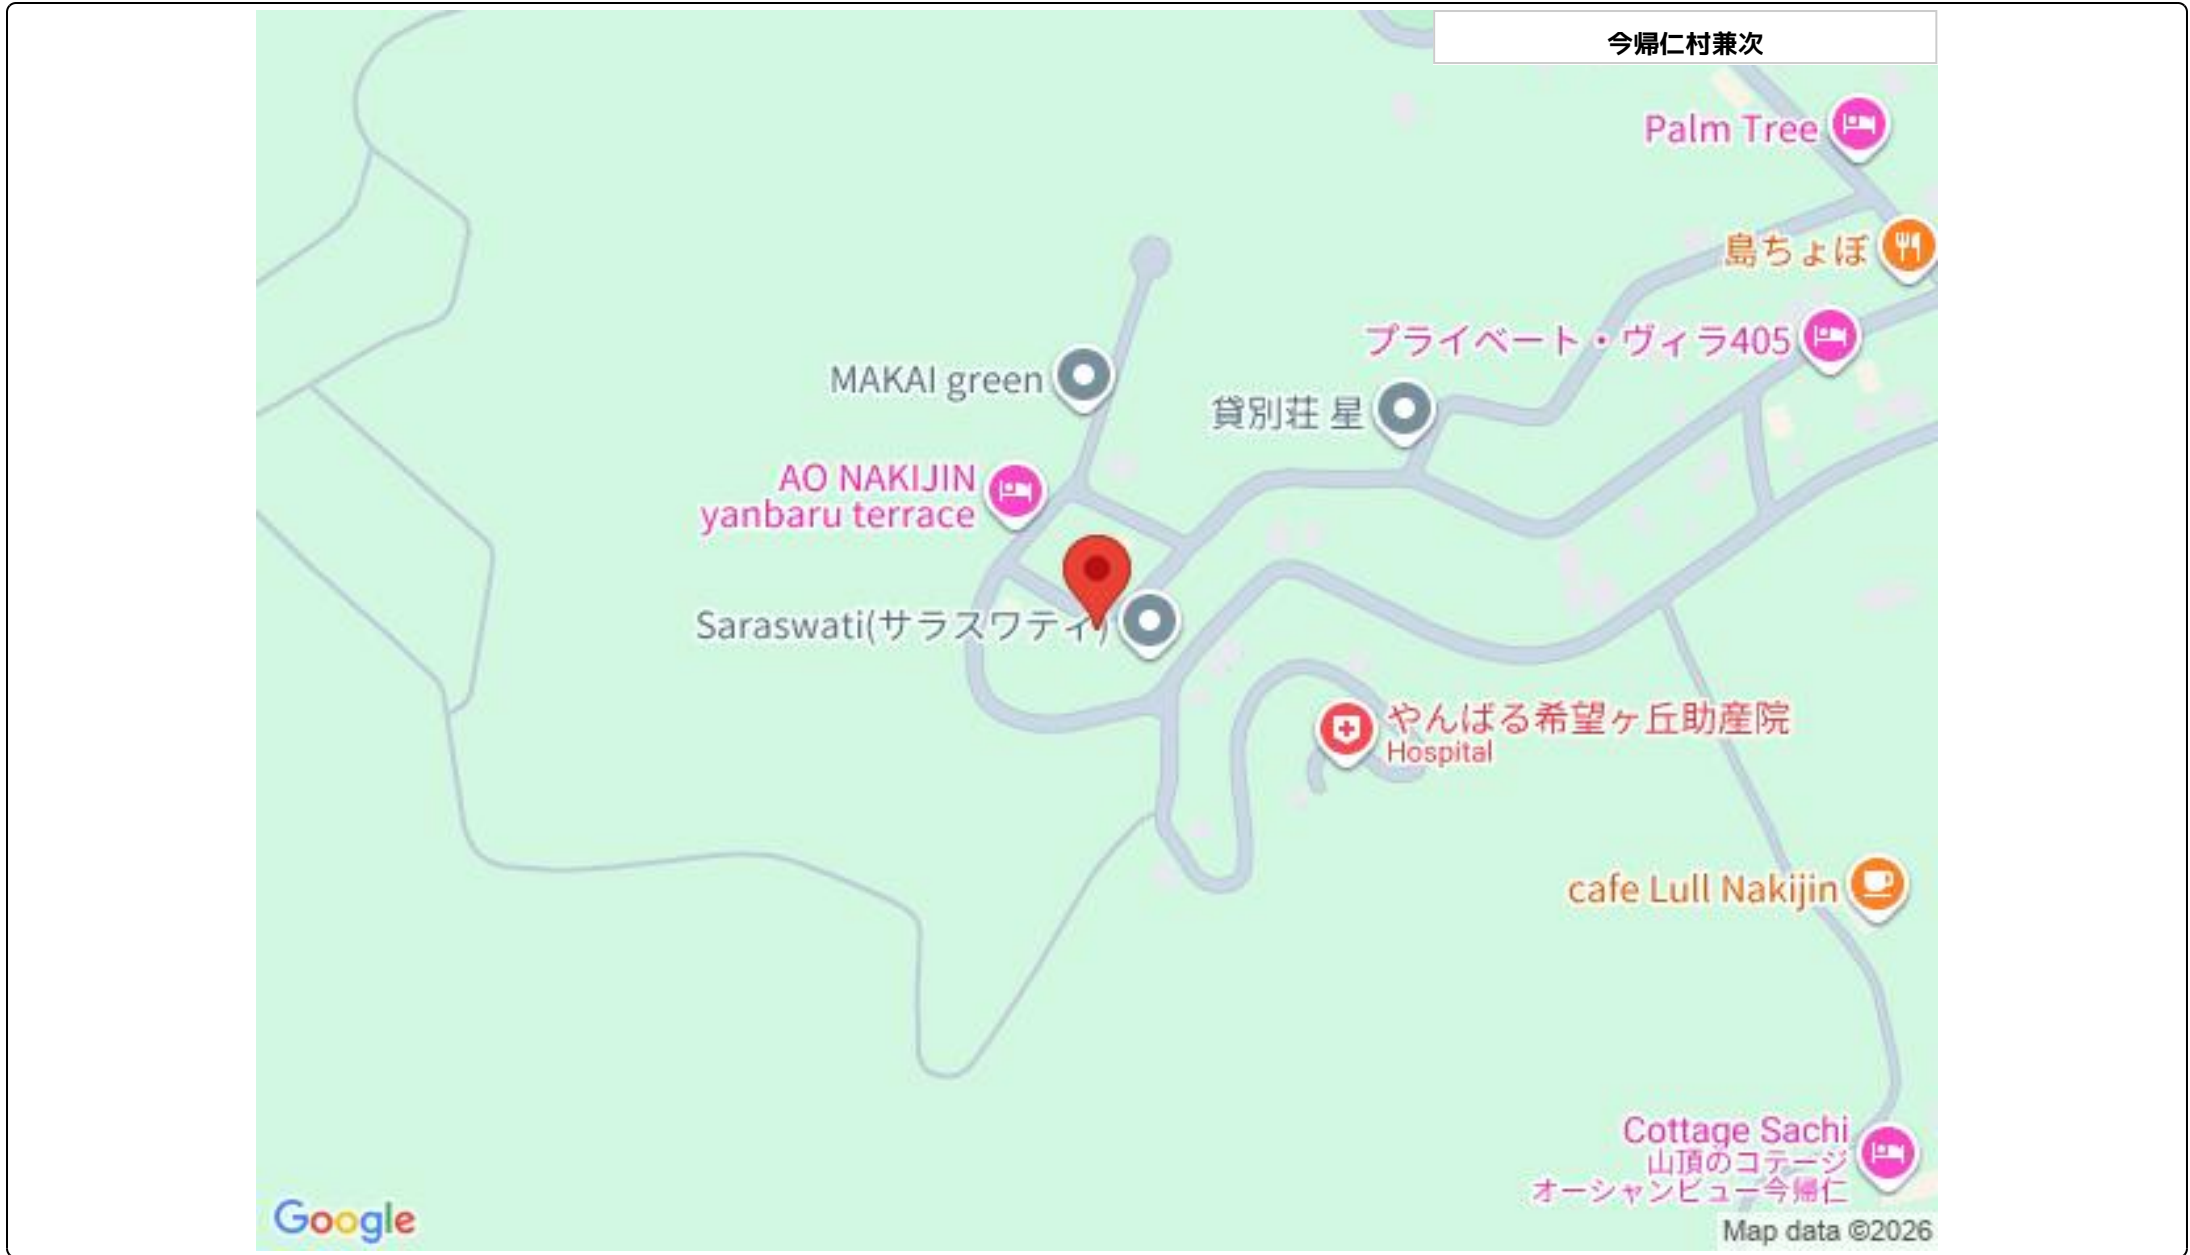 今帰仁村兼次
Palm Tree
島ちょぼ
プライベート・ヴィラ405
MAKAI green
貸別荘 星
AO NAKIJIN
yanbaru terrace
Saraswati(サラスワティ)
やんばる希望ヶ丘助産院
Hospital
cafe Lull Nakijin
Cottage Sachi
山頂のコテージ
オーシャンビュー今帰仁
Google
Map data ©2026